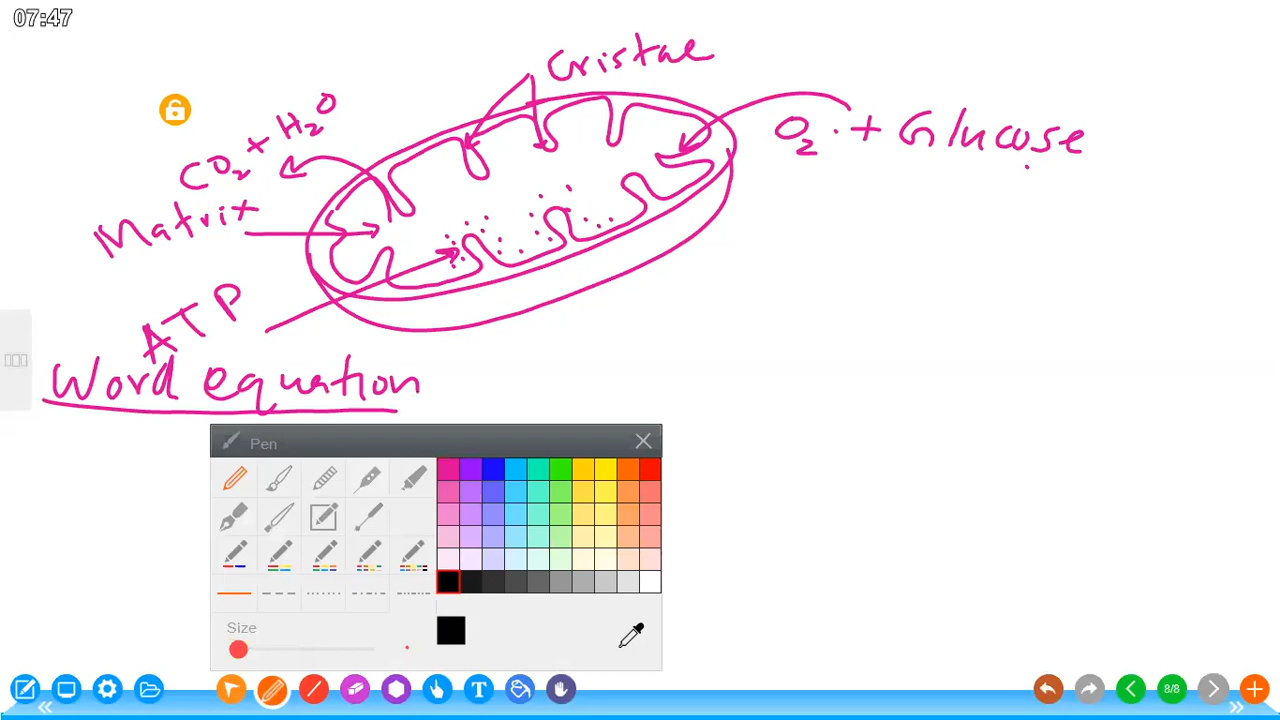 07:47
Cristae
CO2 + H2O
O2 + Glucose
Matrix
ATP
Word equation
Pen
Size
8/8